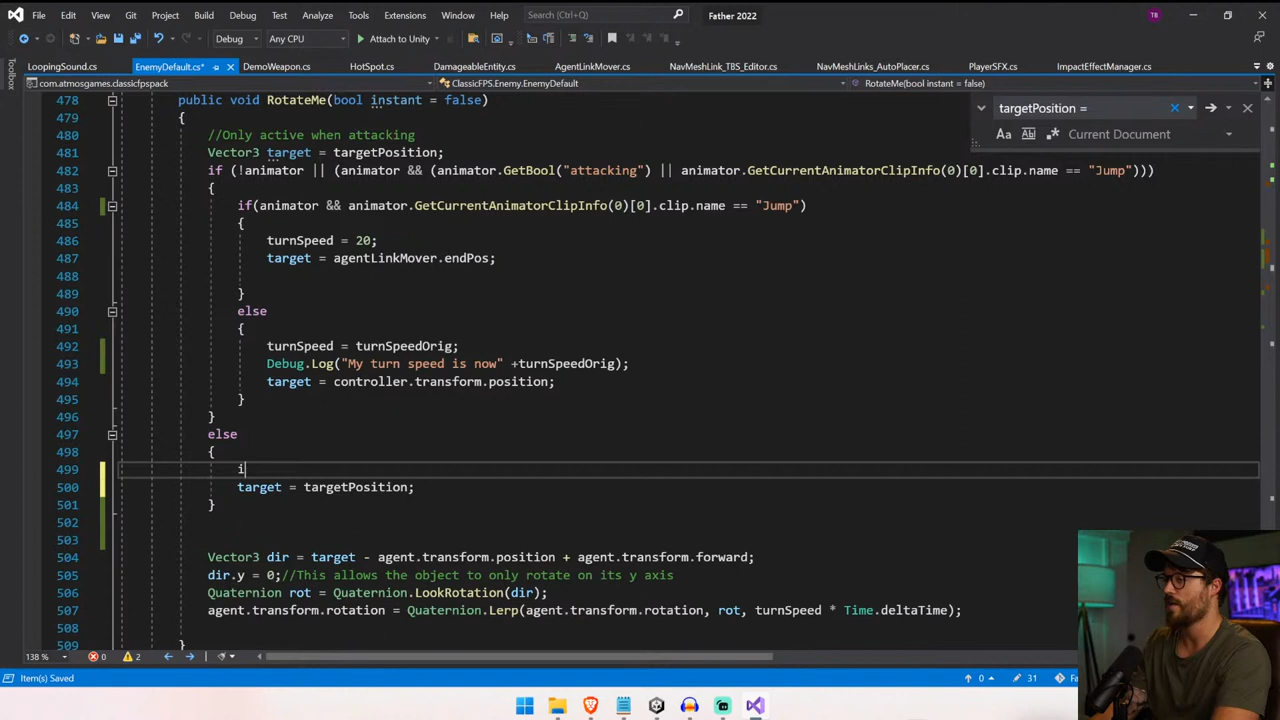 File Edit View Git Project Build Debug Test Analyze Tools Extensions Window Help Search (Ctrl+Q) Father 2022 TB
Debug Any CPU Attach to Unity
LoopingSound.cs EnemyDefault.cs* DemoWeapon.cs HotSpot.cs DamageableEntity.cs AgentLinkMover.cs NavMeshLink_TBS_Editor.cs NavMeshLinks_AutoPlacer.cs PlayerSFX.cs ImpactEffectManager.cs
Toolbox
com.atmosgames.classicfpspack ClassicFPS.Enemy.EnemyDefault RotateMe(bool instant = false)
targetPosition =
Aa Ab Current Document
478 public void RotateMe(bool instant = false)
479 {
480 //Only active when attacking
481 Vector3 target = targetPosition;
482 if (!animator || (animator && (animator.GetBool("attacking") || animator.GetCurrentAnimatorClipInfo(0)[0].clip.name == "Jump")))
483 {
484 if(animator && animator.GetCurrentAnimatorClipInfo(0)[0].clip.name == "Jump")
485 {
486 turnSpeed = 20;
487 target = agentLinkMover.endPos;
488
489 }
490 else
491 {
492 turnSpeed = turnSpeedOrig;
493 Debug.Log("My turn speed is now" +turnSpeedOrig);
494 target = controller.transform.position;
495 }
496 }
497 else
498 {
499 i
500 target = targetPosition;
501 }
502
503
504 Vector3 dir = target - agent.transform.position + agent.transform.forward;
505 dir.y = 0;//This allows the object to only rotate on its y axis
506 Quaternion rot = Quaternion.LookRotation(dir);
507 agent.transform.rotation = Quaternion.Lerp(agent.transform.rotation, rot, turnSpeed * Time.deltaTime);
508
509 }
138 % 0 2
Item(s) Saved 0 31